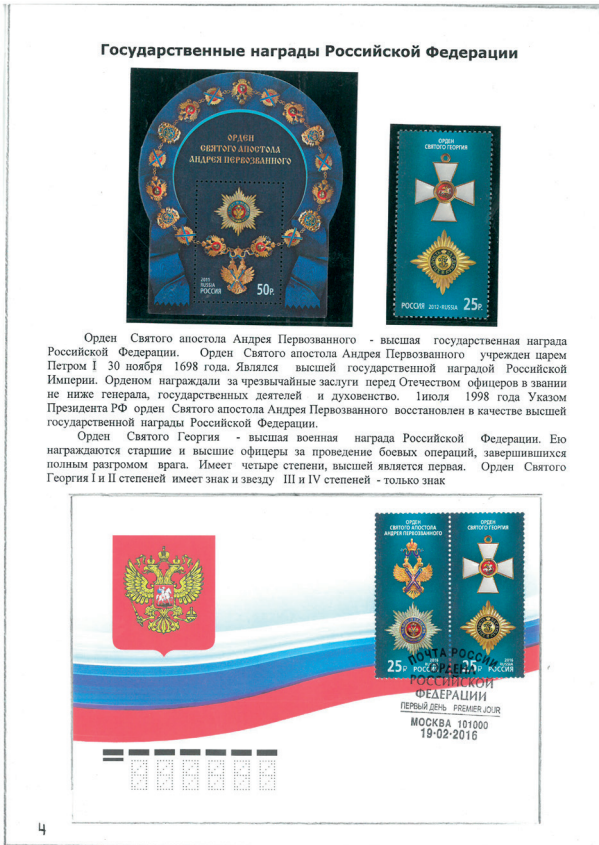 Государственные награды Российской Федерации
ОРДЕН
СВЯТОГО АПОСТОЛА
АНДРЕЯ ПЕРВОЗВАННОГО
2011
RUSSIA
РОССИЯ
50Р.
ОРДЕН
СВЯТОГО ГЕОРГИЯ
РОССИЯ 2012·RUSSIA 25Р.
Орден Святого апостола Андрея Первозванного - высшая государственная награда
Российской Федерации. Орден Святого апостола Андрея Первозванного учрежден царем
Петром I 30 ноября 1698 года. Являлся высшей государственной наградой Российской
Империи. Орденом награждали за чрезвычайные заслуги перед Отечеством офицеров в звании
не ниже генерала, государственных деятелей и духовенство. 1июля 1998 года Указом
Президента РФ орден Святого апостола Андрея Первозванного восстановлен в качестве высшей
государственной награды Российской Федерации.
Орден Святого Георгия - высшая военная награда Российской Федерации. Ею
награждаются старшие и высшие офицеры за проведение боевых операций, завершившихся
полным разгромом врага. Имеет четыре степени, высшей является первая. Орден Святого
Георгия I и II степеней имеет знак и звезду III и IV степеней - только знак
ОРДЕН
СВЯТОГО АПОСТОЛА
АНДРЕЯ ПЕРВОЗВАННОГО
25Р
ОРДЕН
СВЯТОГО ГЕОРГИЯ
25Р
РОССИЯ
ПОЧТА РОССИИ
ОРДЕНА
РОССИЙСКОЙ
ФЕДЕРАЦИИ
ПЕРВЫЙ ДЕНЬ PREMIER JOUR
МОСКВА 101000
19·02·2016
4